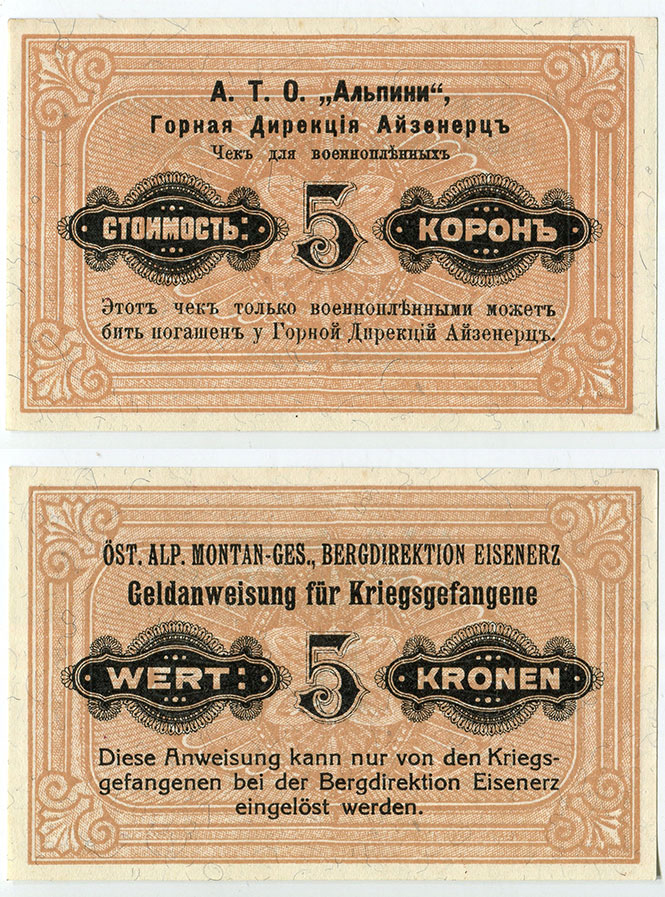 А. Т. О. „Альпини“,
Горная Дирекція Айзенерцъ
Чекъ для военноплѣнныхъ
СТОИМОСТЬ: 5 КОРОНЪ
Этотъ чекъ только военноплѣнными можетъ
бить погашенъ у Горной Дирекцій Айзенерцъ.
ÖST. ALP. MONTAN-GES., BERGDIREKTION EISENERZ
Geldanweisung für Kriegsgefangene
WERT: 5 KRONEN
Diese Anweisung kann nur von den Kriegs-
gefangenen bei der Bergdirektion Eisenerz
eingelöst werden.